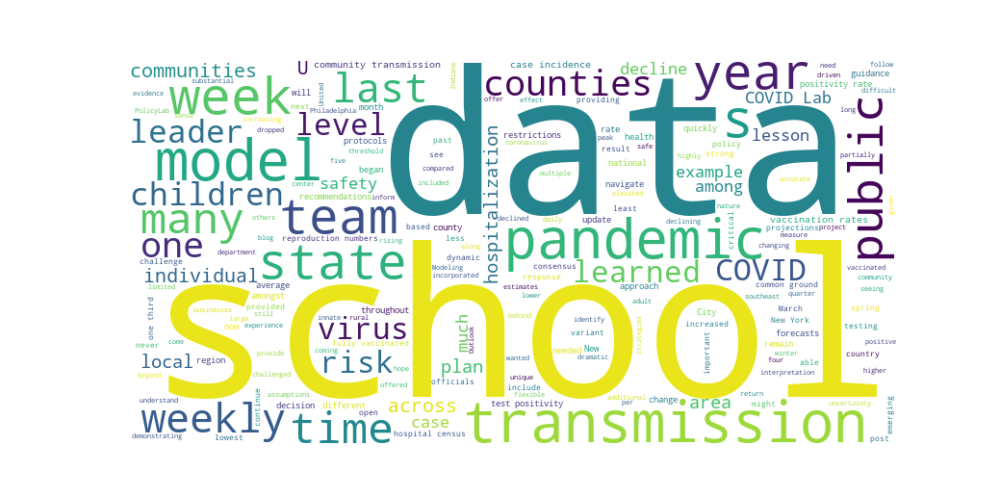 communities
substantial
evidence
PolicyLab
sense
week
increasing
dropped
United
next
will
U
community transmission
Philadelphia
month
last
leader
level
protocols
threshold
five
began
model
center
safety
recommendations
inform
children
included
many
others
blog
team
reproduction numbers
rising
one
department
challenge
individual
state
limited
average
amongst
businesses
provided
large
still
now
experience
one third
never
come
virus
innate
rural
throughout
fully vaccinated
local
region
provide
coming
risk
hope
beyond
challenged
offered
understand
assumptions
weekly
continue
decision
different
open
time
demonstrating
lowest
hospital census
case
across
officials
plan
much
Outlook
Modeling
incorporated
dynamic
less
based
county
data
past
see
compared
Indiana
case incidence
offer
effect
providing
counties
decline
year
need
driven
follow
guidance
difficult
positivity rate
COVID Lab
long
hospitalization
restrictions
coronavirus
peak
rate
result
health
safe
quickly
policy
strong
highly
s
lesson
partially
public
national
multiple
navigate
elevated
least
example
among
nature
accurate
critical
vaccination rates
given
declined
daily
update
declining
projections
project
measure
pandemic
changing
vaccinated
consensus
response
learned
COVID
community
seeing
along
estimates
lower
approach
adult
southeast
common ground
quarter
school
behind
strategies
City
March
New York
spring
testing
identify
variant
increased
forecasts
wanted
needed
New
dramatic
important
remain
winter
able
country
positive
four
interpretation
higher
unique
flexible
include
additional
return
test positivity
per
change
area
might
uncertainty
transmission
post
emerging